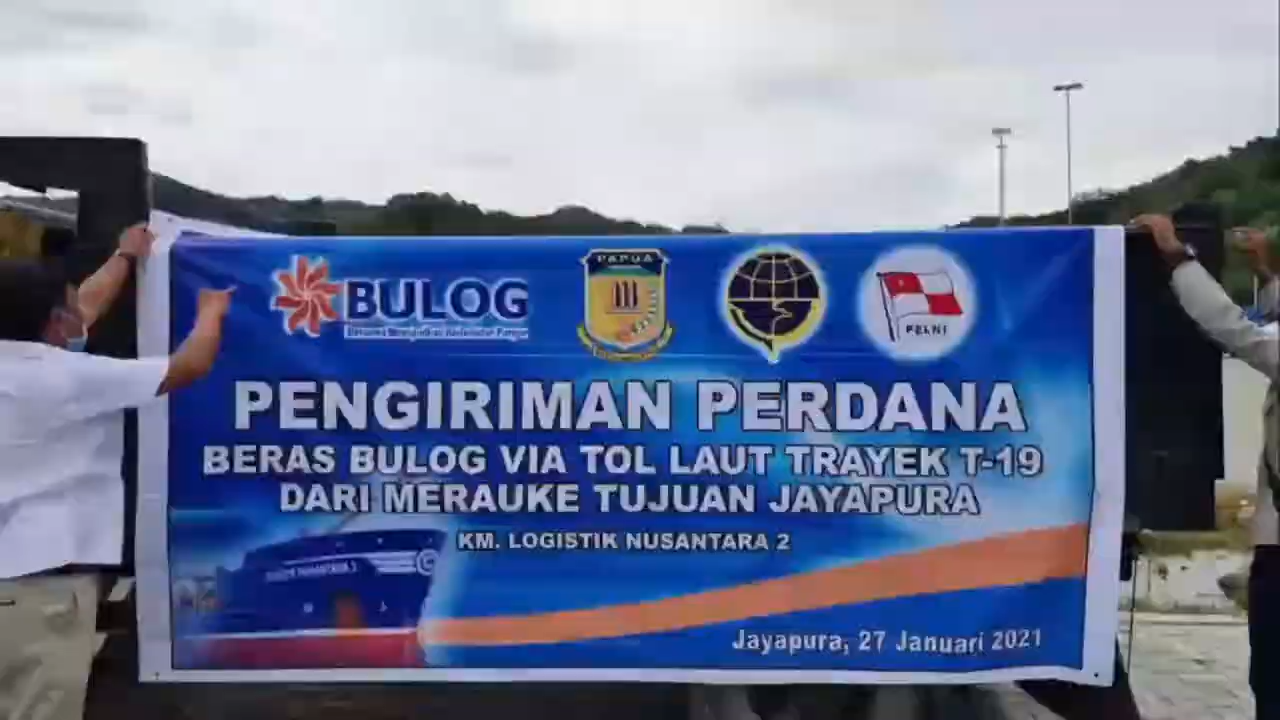 BULOG
PAPUA
PELNI
PENGIRIMAN PERDANA
BERAS BULOG VIA TOL LAUT TRAYEK T-19
DARI MERAUKE TUJUAN JAYAPURA
KM. LOGISTIK NUSANTARA 2
Jayapura, 27 Januari 2021